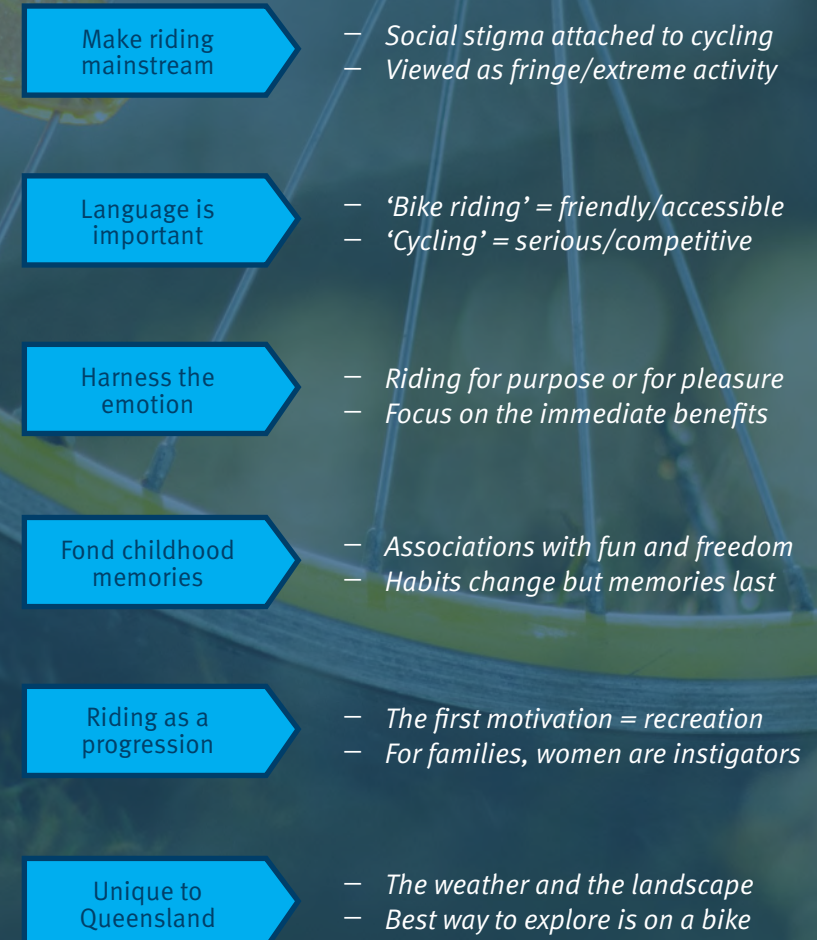 Make riding
mainstream
– Social stigma attached to cycling
– Viewed as fringe/extreme activity
Language is
important
– ‘Bike riding’ = friendly/accessible
– ‘Cycling’ = serious/competitive
Harness the
emotion
– Riding for purpose or for pleasure
– Focus on the immediate benefits
Fond childhood
memories
– Associations with fun and freedom
– Habits change but memories last
Riding as a
progression
– The first motivation = recreation
– For families, women are instigators
Unique to
Queensland
– The weather and the landscape
– Best way to explore is on a bike